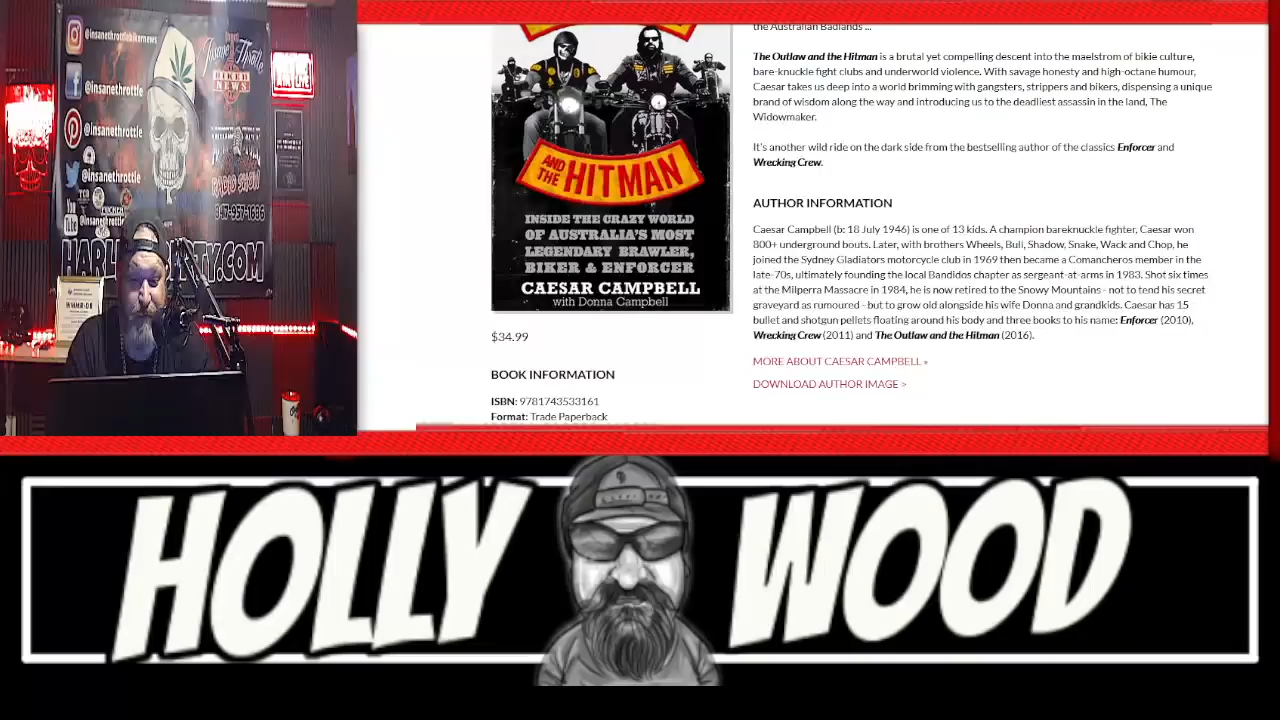 @insanethrottlebikernews
@insanethrottle
@insanethrottle
@insanethrottle
@insanethrottle
Insane Throttle
BIKER
NEWS
RADIO SHOW
847-957-1686
the Australian Badlands ...
The Outlaw and the Hitman is a brutal yet compelling descent into the maelstrom of bikie culture,
bare-knuckle fight clubs and underworld violence. With savage honesty and high-octane humour,
Caesar takes us deep into a world brimming with gangsters, strippers and bikers, dispensing a unique
brand of wisdom along the way and introducing us to the deadliest assassin in the land, The
Widowmaker.
It's another wild ride on the dark side from the bestselling author of the classics Enforcer and
Wrecking Crew.
AUTHOR INFORMATION
Caesar Campbell (b: 18 July 1946) is one of 13 kids. A champion bareknuckle fighter, Caesar won
800+ underground bouts. Later, with brothers Wheels, Bull, Shadow, Snake, Wack and Chop, he
joined the Sydney Gladiators motorcycle club in 1969 then became a Comancheros member in the
late-70s, ultimately founding the local Bandidos chapter as sergeant-at-arms in 1983. Shot six times
at the Milperra Massacre in 1984, he is now retired to the Snowy Mountains - not to tend his secret
graveyard as rumoured - but to grow old alongside his wife Donna and grandkids. Caesar has 15
bullet and shotgun pellets floating around his body and three books to his name: Enforcer (2010),
Wrecking Crew (2011) and The Outlaw and the Hitman (2016).
MORE ABOUT CAESAR CAMPBELL »
DOWNLOAD AUTHOR IMAGE >
AND THE HITMAN
INSIDE THE CRAZY WORLD
OF AUSTRALIA'S MOST
LEGENDARY BRAWLER,
BIKER & ENFORCER
CAESAR CAMPBELL
with Donna Campbell
$34.99
BOOK INFORMATION
ISBN: 9781743533161
Format: Trade Paperback
HOLLY WOOD